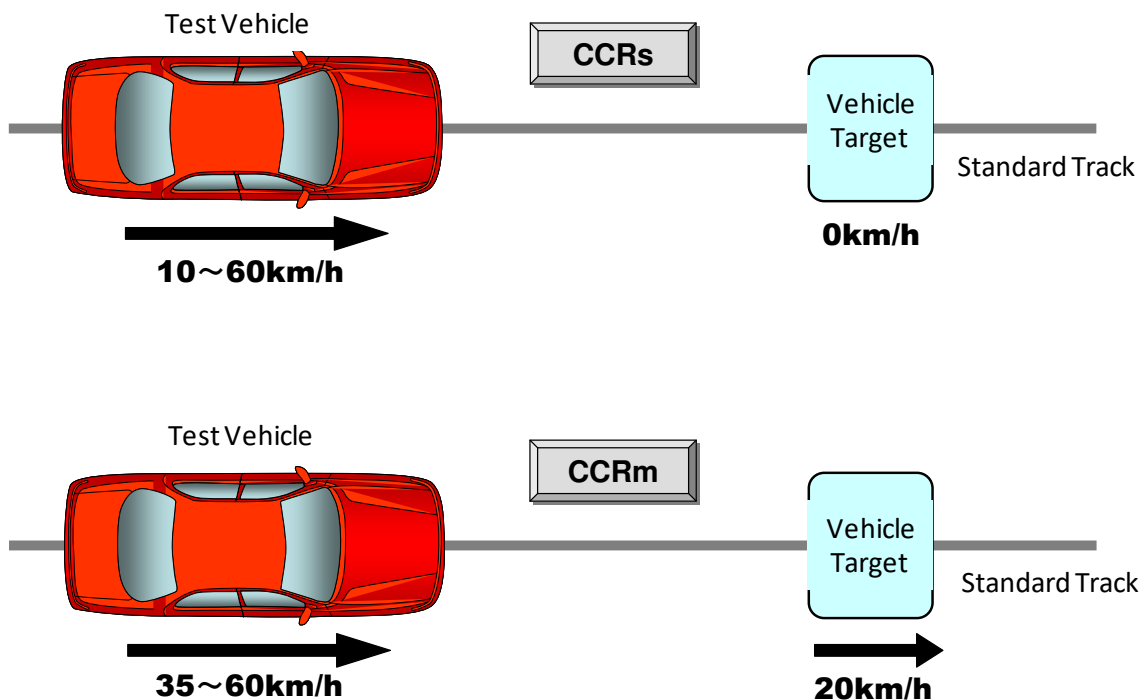 Test Vehicle
CCRs
Vehicle
Target
Standard Track
0km/h
10～60km/h
Test Vehicle
CCRm
Vehicle
Target
Standard Track
35～60km/h
20km/h